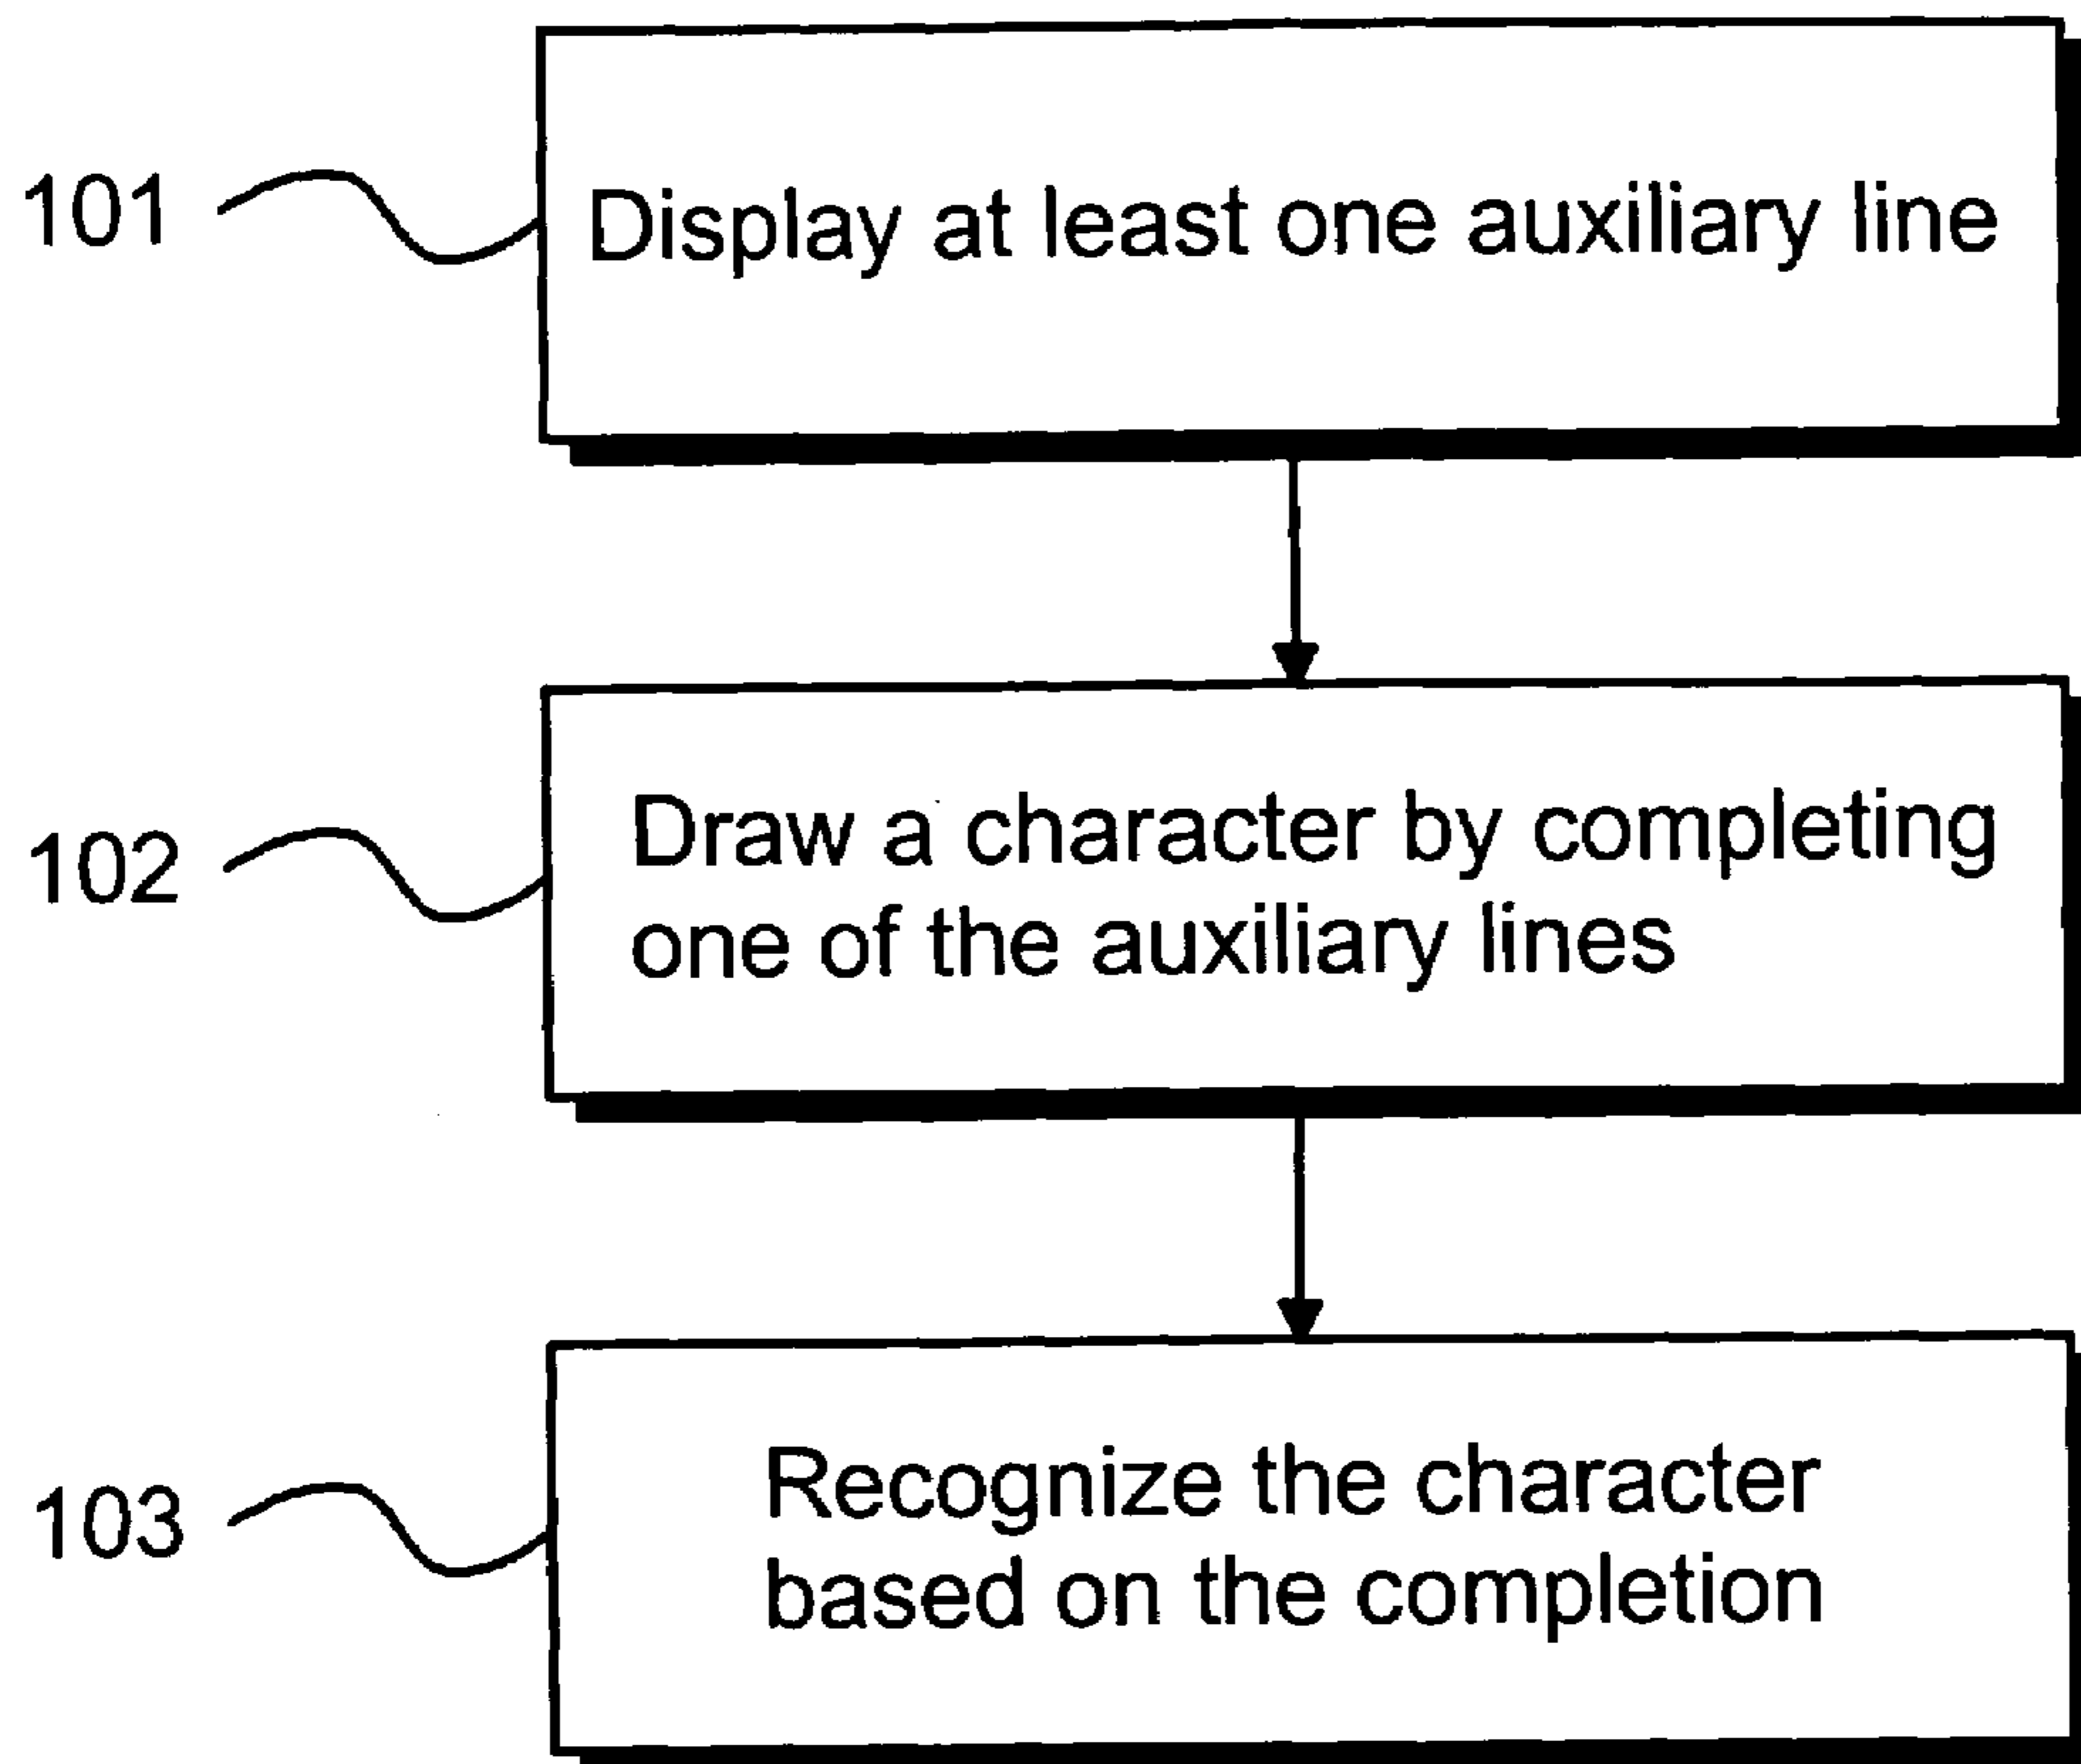 101
Display at least one auxiliary line
102
Draw a character by completing
one of the auxiliary lines
103
Recognize the character
based on the completion